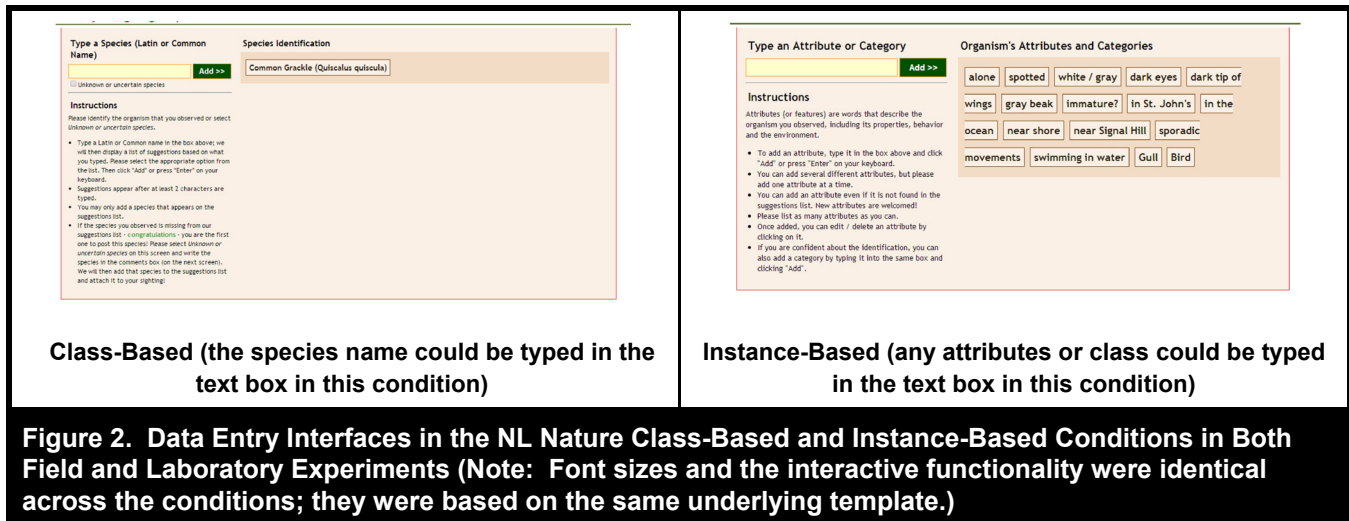 Type a Species (Latin or Common
Name)
Add >>
Unknown or uncertain species
Instructions
Please identify the organism that you observed or select
Unknown or uncertain species.
• Type a Latin or Common name in the box above; we
will then display a list of suggestions based on what
you typed. Please select the appropriate option from
the list. Then click "Add" or press "Enter" on your
keyboard.
• Suggestions appear after at least 2 characters are
typed.
• You may only add a species that appears on the
suggestions list.
• If the species you observed is missing from our
suggestions list - congratulations - you are the first
one to post this species! Please select Unknown or
uncertain species on this screen and write the
species in the comments box (on the next screen).
We will then add that species to the suggestions list
and attach it to your sighting!
Species Identification
Common Grackle (Quiscalus quiscula)
Class-Based (the species name could be typed in the
text box in this condition)
Type an Attribute or Category
Add >>
Instructions
Attributes (or features) are words that describe the
organism you observed, including its properties, behavior
and the environment.
• To add an attribute, type it in the box above and click
"Add" or press "Enter" on your keyboard.
• You can add several different attributes, but please
add one attribute at a time.
• You can add an attribute even if it is not found in the
suggestions list. New attributes are welcomed!
• Please list as many attributes as you can.
• Once added, you can edit / delete an attribute by
clicking on it.
• If you are confident about the identification, you can
also add a category by typing it into the same box and
clicking "Add".
Organism's Attributes and Categories
alone spotted white / gray dark eyes dark tip of
wings gray beak immature? in St. John's in the
ocean near shore near Signal Hill sporadic
movements swimming in water Gull Bird
Instance-Based (any attributes or class could be typed
in the text box in this condition)
Figure 2. Data Entry Interfaces in the NL Nature Class-Based and Instance-Based Conditions in Both
Field and Laboratory Experiments (Note: Font sizes and the interactive functionality were identical
across the conditions; they were based on the same underlying template.)